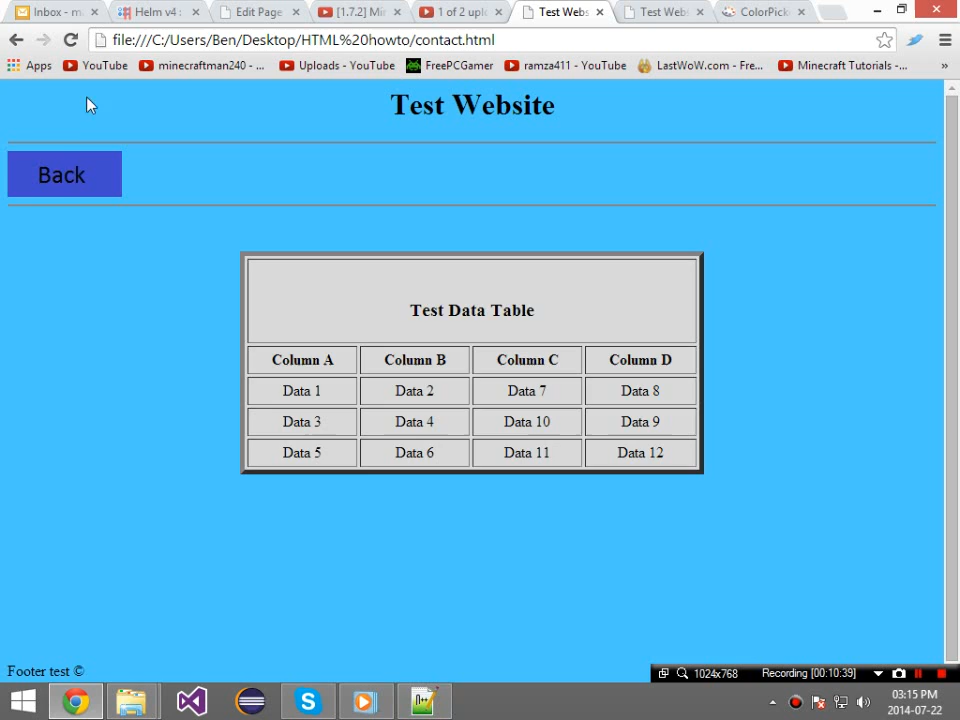 Inbox - m
Helm v4 :
Edit Page
[1.7.2] Mi
1 of 2 upl
Test Webs
Test Web
ColorPick
file:///C:/Users/Ben/Desktop/HTML%20howto/contact.html
Apps
YouTube
minecraftman240 - ...
Uploads - YouTube
FreePCGamer
ramza411 - YouTube
LastWoW.com - Fre...
Minecraft Tutorials -...
»
Test Website
Back
Test Data Table
Column A Column B Column C Column D
Data 1 Data 2 Data 7 Data 8
Data 3 Data 4 Data 10 Data 9
Data 5 Data 6 Data 11 Data 12
Footer test ©
1024x768 Recording [00:10:39]
03:15 PM
2014-07-22